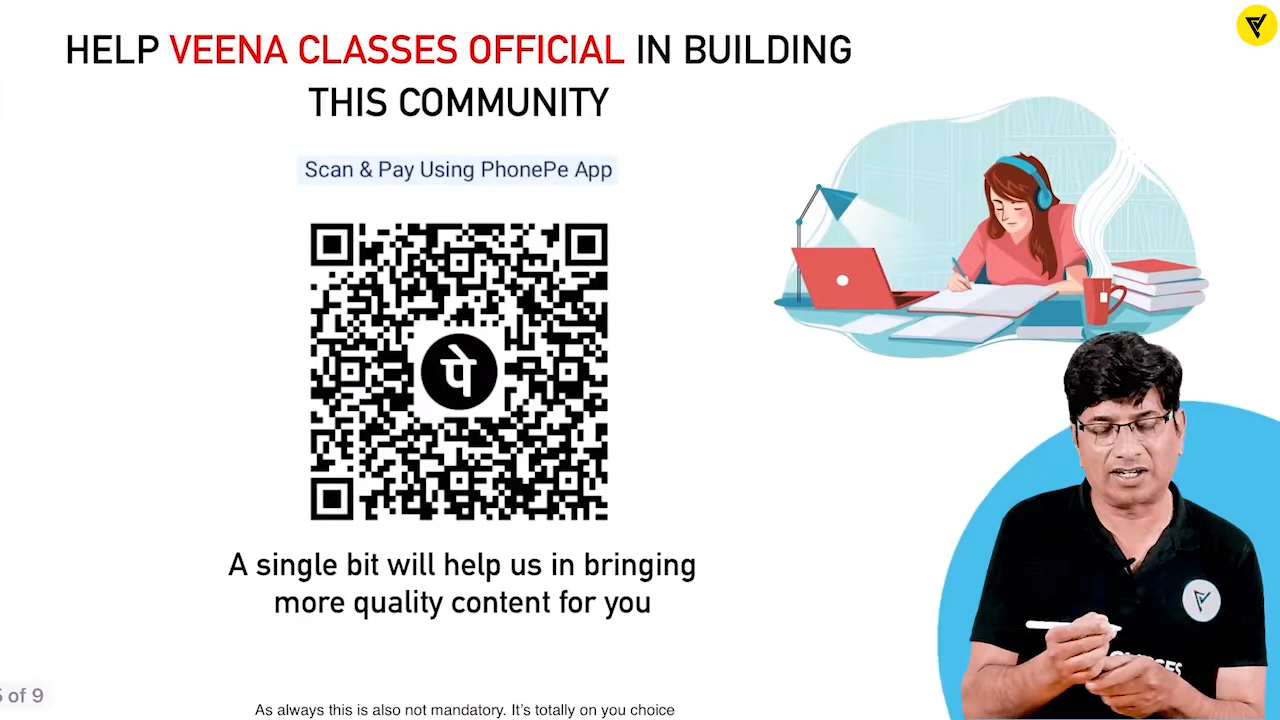 HELP VEENA CLASSES OFFICIAL IN BUILDING
THIS COMMUNITY
Scan & Pay Using PhonePe App
पे
A single bit will help us in bringing
more quality content for you
of 9
As always this is also not mandatory. It's totally on you choice